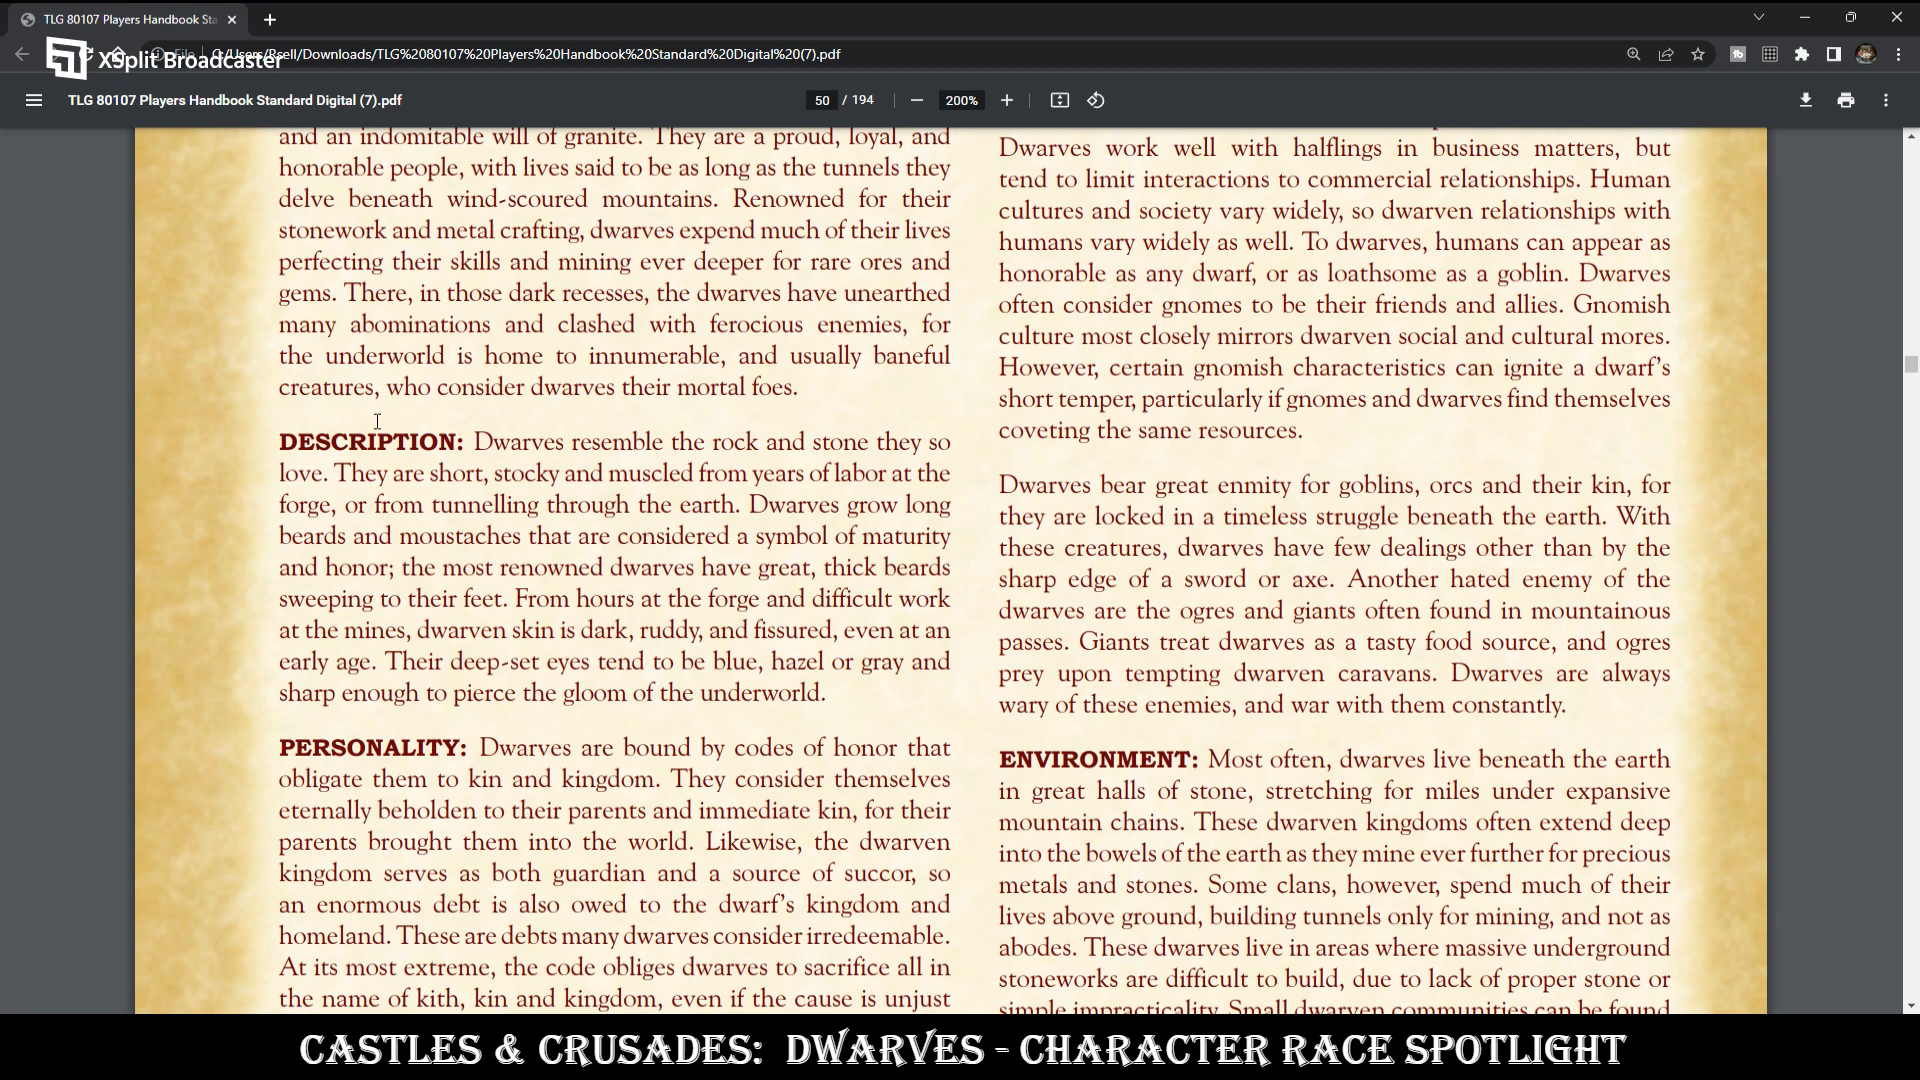 TLG 80107 Players Handbook Sta
XSplit Broadcaster
File
C:/Users/Rsell/Downloads/TLG%2080107%20Players%20Handbook%20Standard%20Digital%20(7).pdf
TLG 80107 Players Handbook Standard Digital (7).pdf
50 / 194
200%
and an indomitable will of granite. They are a proud, loyal, and
honorable people, with lives said to be as long as the tunnels they
delve beneath wind-scoured mountains. Renowned for their
stonework and metal crafting, dwarves expend much of their lives
perfecting their skills and mining ever deeper for rare ores and
gems. There, in those dark recesses, the dwarves have unearthed
many abominations and clashed with ferocious enemies, for
the underworld is home to innumerable, and usually baneful
creatures, who consider dwarves their mortal foes.
DESCRIPTION: Dwarves resemble the rock and stone they so
love. They are short, stocky and muscled from years of labor at the
forge, or from tunnelling through the earth. Dwarves grow long
beards and moustaches that are considered a symbol of maturity
and honor; the most renowned dwarves have great, thick beards
sweeping to their feet. From hours at the forge and difficult work
at the mines, dwarven skin is dark, ruddy, and fissured, even at an
early age. Their deep-set eyes tend to be blue, hazel or gray and
sharp enough to pierce the gloom of the underworld.
PERSONALITY: Dwarves are bound by codes of honor that
obligate them to kin and kingdom. They consider themselves
eternally beholden to their parents and immediate kin, for their
parents brought them into the world. Likewise, the dwarven
kingdom serves as both guardian and a source of succor, so
an enormous debt is also owed to the dwarf's kingdom and
homeland. These are debts many dwarves consider irredeemable.
At its most extreme, the code obliges dwarves to sacrifice all in
the name of kith, kin and kingdom, even if the cause is unjust
Dwarves work well with halflings in business matters, but
tend to limit interactions to commercial relationships. Human
cultures and society vary widely, so dwarven relationships with
humans vary widely as well. To dwarves, humans can appear as
honorable as any dwarf, or as loathsome as a goblin. Dwarves
often consider gnomes to be their friends and allies. Gnomish
culture most closely mirrors dwarven social and cultural mores.
However, certain gnomish characteristics can ignite a dwarf's
short temper, particularly if gnomes and dwarves find themselves
coveting the same resources.
Dwarves bear great enmity for goblins, orcs and their kin, for
they are locked in a timeless struggle beneath the earth. With
these creatures, dwarves have few dealings other than by the
sharp edge of a sword or axe. Another hated enemy of the
dwarves are the ogres and giants often found in mountainous
passes. Giants treat dwarves as a tasty food source, and ogres
prey upon tempting dwarven caravans. Dwarves are always
wary of these enemies, and war with them constantly.
ENVIRONMENT: Most often, dwarves live beneath the earth
in great halls of stone, stretching for miles under expansive
mountain chains. These dwarven kingdoms often extend deep
into the bowels of the earth as they mine ever further for precious
metals and stones. Some clans, however, spend much of their
lives above ground, building tunnels only for mining, and not as
abodes. These dwarves live in areas where massive underground
stoneworks are difficult to build, due to lack of proper stone or
simple impracticality. Small dwarven communities can be found
CASTLES & CRUSADES: DWARVES - CHARACTER RACE SPOTLIGHT